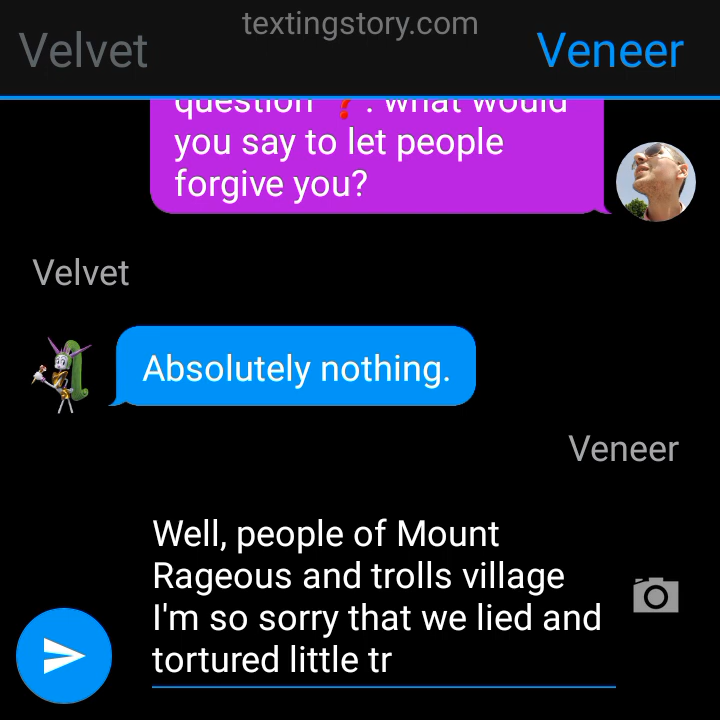 textingstory.com
Velvet
Veneer
question ❓. What would
you say to let people
forgive you?
Velvet
Absolutely nothing.
Veneer
Well, people of Mount
Rageous and trolls village
I'm so sorry that we lied and
tortured little tr